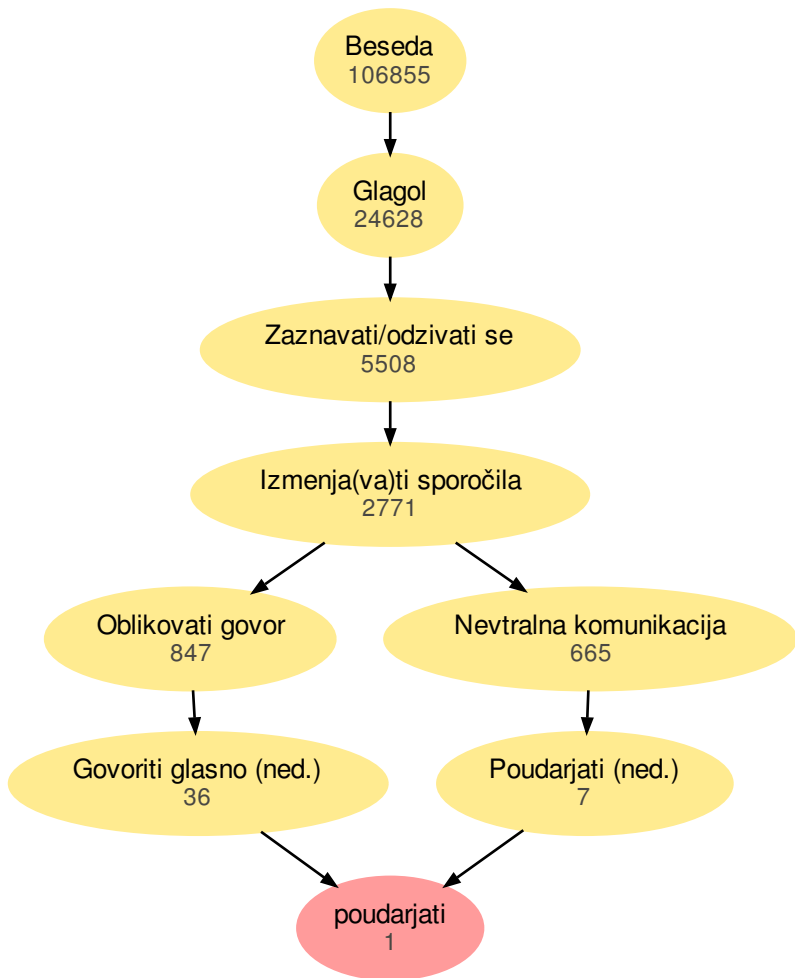 Beseda
106855
Glagol
24628
Zaznavati/odzivati se
5508
Izmenja(va)ti sporočila
2771
Oblikovati govor
847
Nevtralna komunikacija
665
Govoriti glasno (ned.)
36
Poudarjati (ned.)
7
poudarjati
1